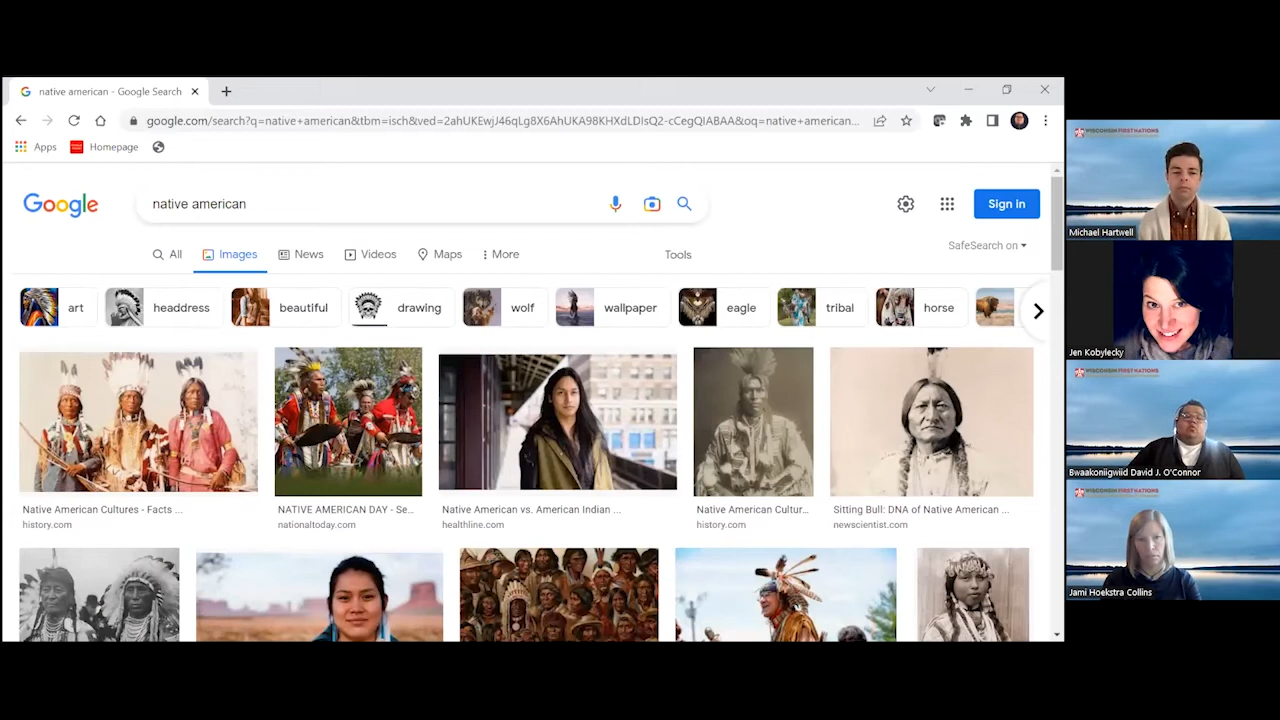 native american - Google Search
google.com/search?q=native+american&tbm=isch&ved=2ahUKEwjJ46qLg8X6AhUKA98KHXdLDIsQ2-cCegQIABAA&oq=native+american...
Apps
Homepage
Google
native american
Sign in
All
Images
News
Videos
Maps
More
Tools
SafeSearch on
art
headdress
beautiful
drawing
wolf
wallpaper
eagle
tribal
horse
Native American Cultures - Facts ...
history.com
NATIVE AMERICAN DAY - Se...
nationaltoday.com
Native American vs. American Indian ...
healthline.com
Native American Cultur...
history.com
Sitting Bull: DNA of Native American ...
newscientist.com
WISCONSIN FIRST NATIONS
Michael Hartwell
Jen Kobylecky
WISCONSIN FIRST NATIONS
Bwaakoniigwiid David J. O'Connor
WISCONSIN FIRST NATIONS
Jami Hoekstra Collins